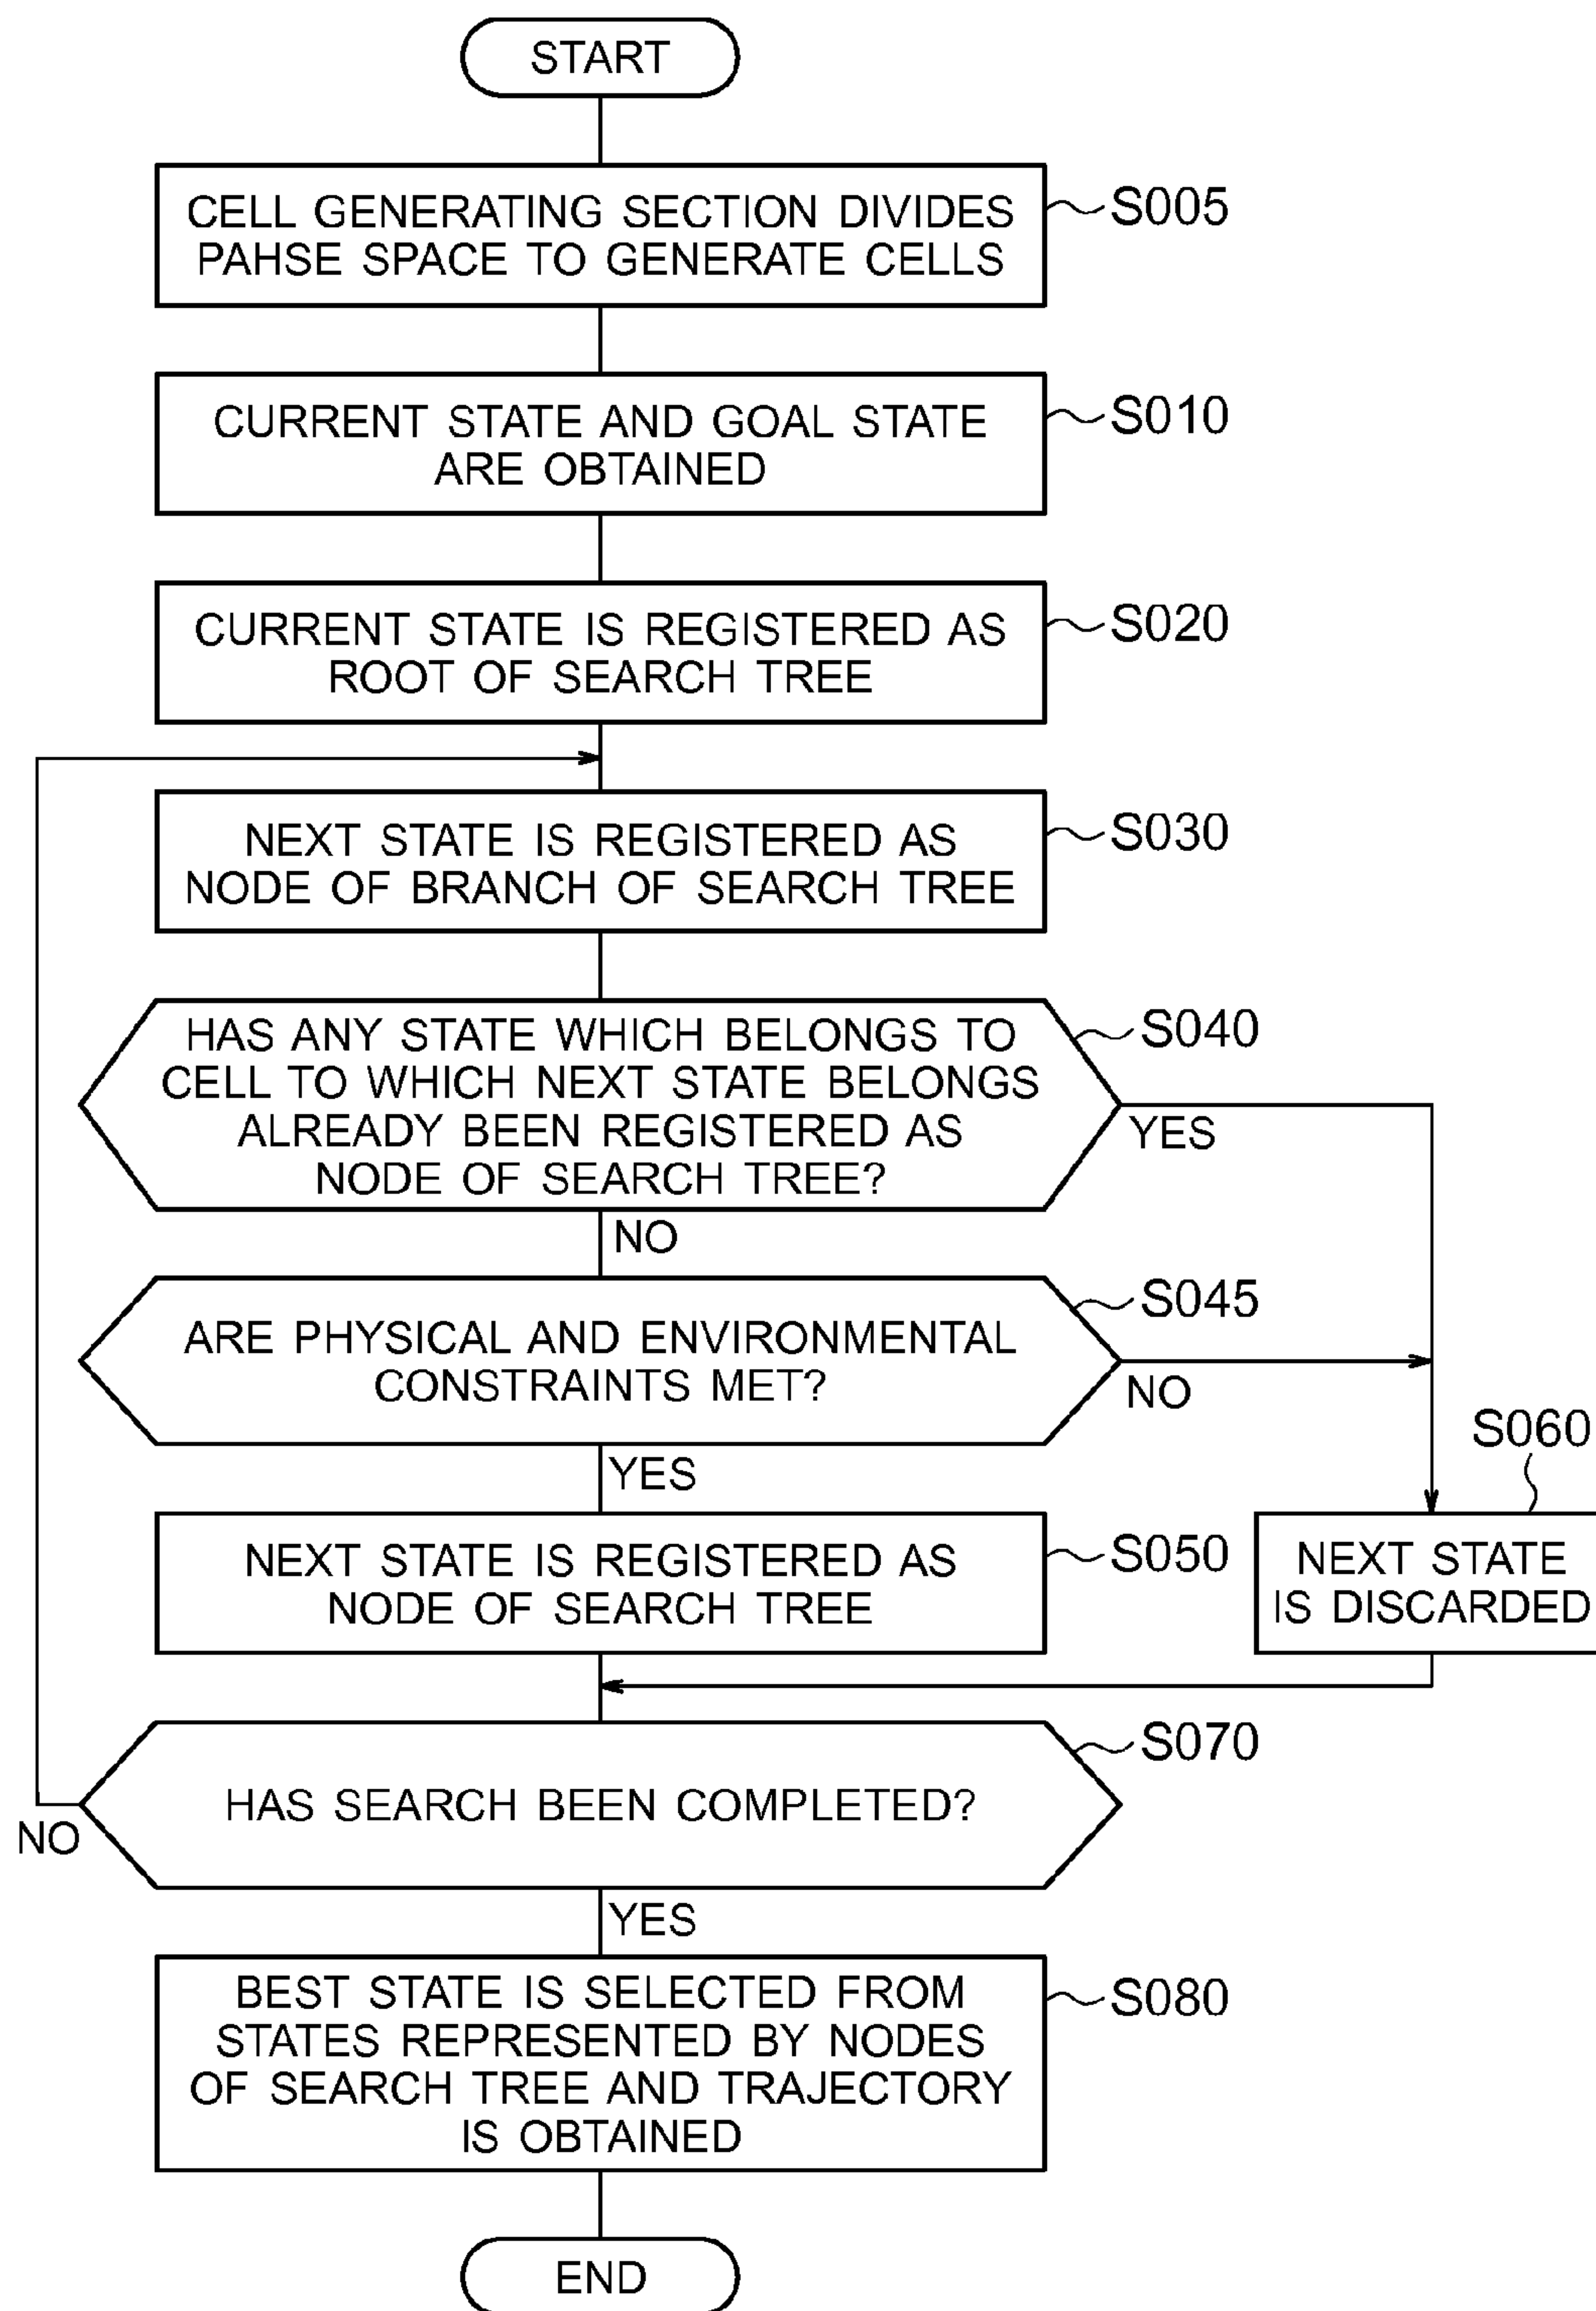 START
CELL GENERATING SECTION DIVIDES
PAHSE SPACE TO GENERATE CELLS
S005
CURRENT STATE AND GOAL STATE
ARE OBTAINED
S010
CURRENT STATE IS REGISTERED AS
ROOT OF SEARCH TREE
S020
NEXT STATE IS REGISTERED AS
NODE OF BRANCH OF SEARCH TREE
S030
HAS ANY STATE WHICH BELONGS TO
CELL TO WHICH NEXT STATE BELONGS
ALREADY BEEN REGISTERED AS
NODE OF SEARCH TREE?
S040
YES
NO
ARE PHYSICAL AND ENVIRONMENTAL
CONSTRAINTS MET?
S045
NO
YES
S060
NEXT STATE IS REGISTERED AS
NODE OF SEARCH TREE
S050
NEXT STATE
IS DISCARDED
HAS SEARCH BEEN COMPLETED?
S070
NO
YES
BEST STATE IS SELECTED FROM
STATES REPRESENTED BY NODES
OF SEARCH TREE AND TRAJECTORY
IS OBTAINED
S080
END